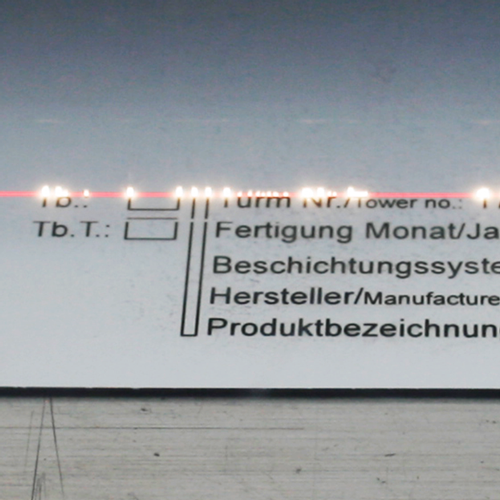 Tb.: Turm Nr./Tower no.:
Tb.T.: Fertigung Monat/Ja
Beschichtungssyste
Hersteller/Manufacture
Produktbezeichnun